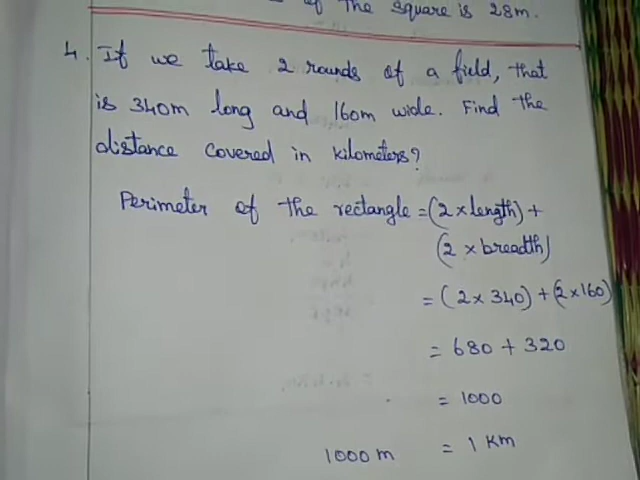 of the square is 28m.
4. If we take 2 rounds of a field, that
is 340m long and 160m wide. Find the
distance covered in kilometers?
Perimeter of the rectangle = (2 × length) +
(2 × breadth)
= (2 × 340) + (2 × 160)
= 680 + 320
= 1000
1000 m = 1 Km